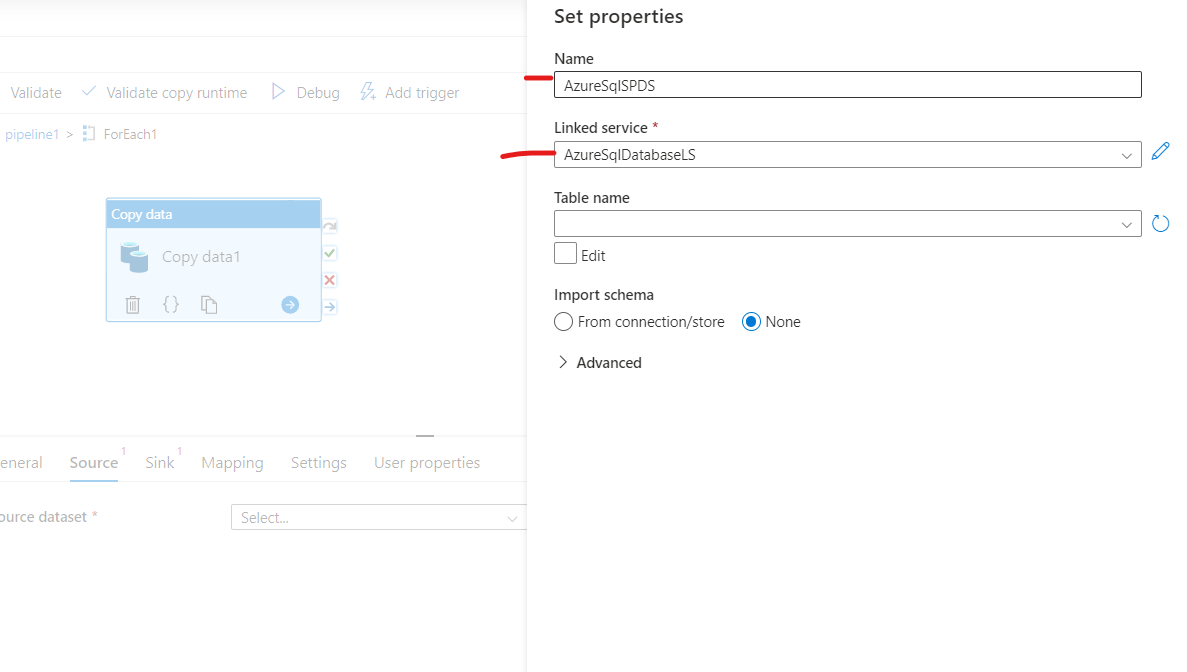 Set properties
Name
AzureSqlSPDS
Validate
Validate copy runtime
Debug
Add trigger
Linked service *
pipeline1 > ForEach1
AzureSqlDatabaseLS
Table name
Copy data
Copy data1
Edit
Import schema
From connection/store
None
Advanced
eneral
Source 1
Sink 1
Mapping
Settings
User properties
ource dataset *
Select...